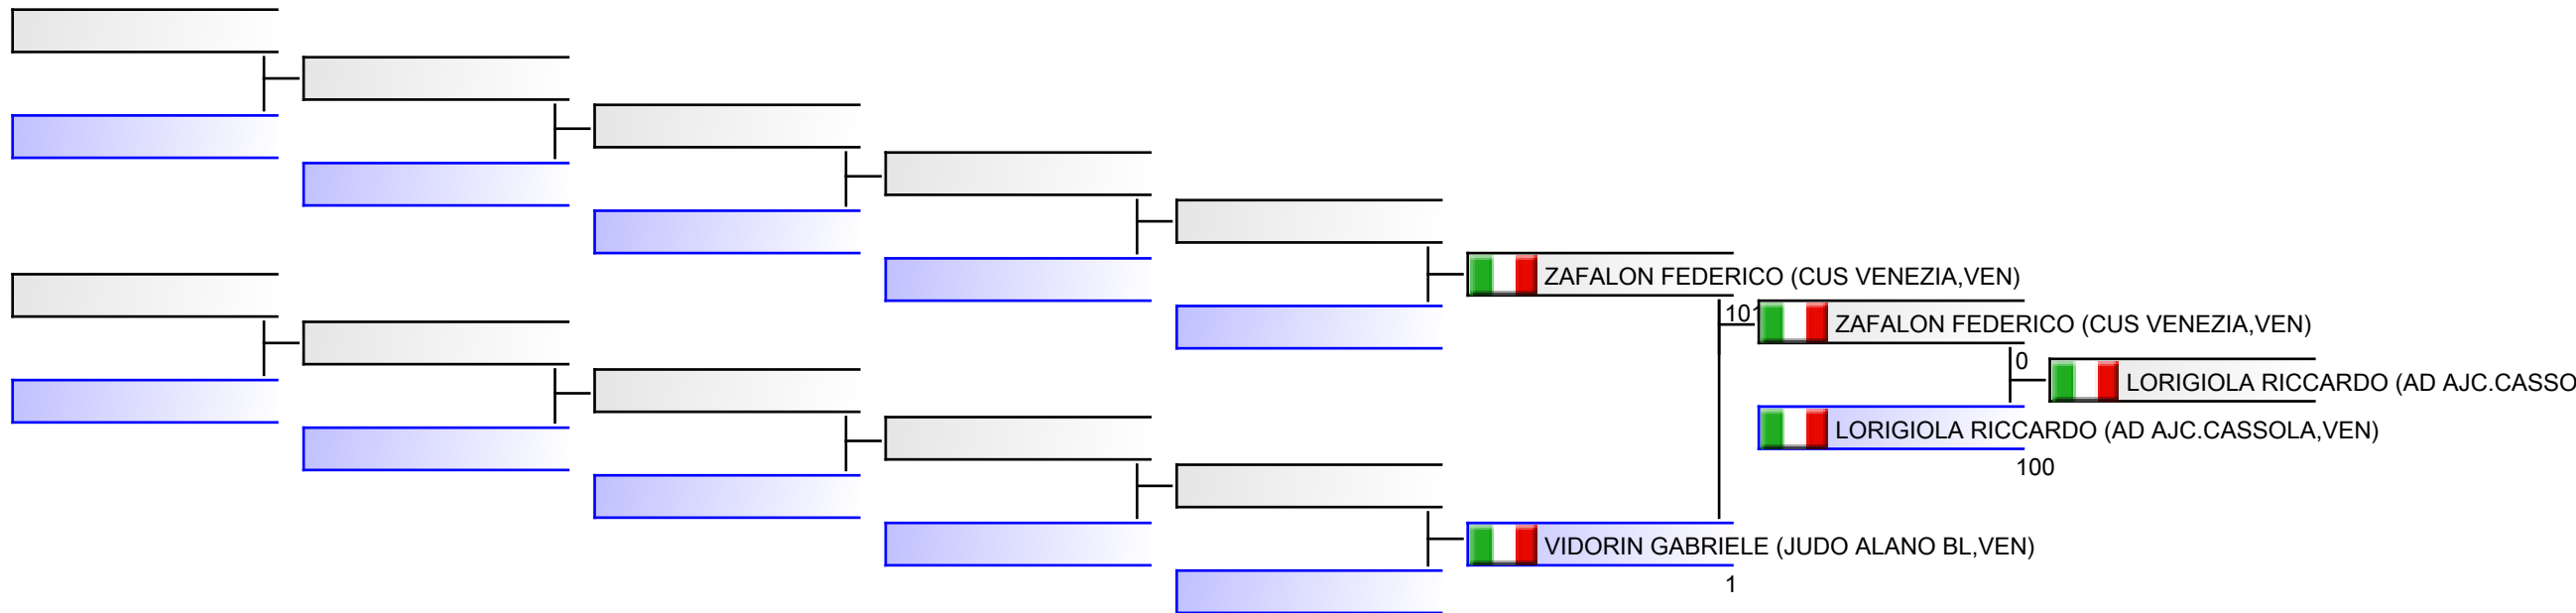 ZAFALON FEDERICO (CUS VENEZIA,VEN)
101
ZAFALON FEDERICO (CUS VENEZIA,VEN)
0
LORIGIOLA RICCARDO (AD AJC.CASSO
LORIGIOLA RICCARDO (AD AJC.CASSOLA,VEN)
100
VIDORIN GABRIELE (JUDO ALANO BL,VEN)
1